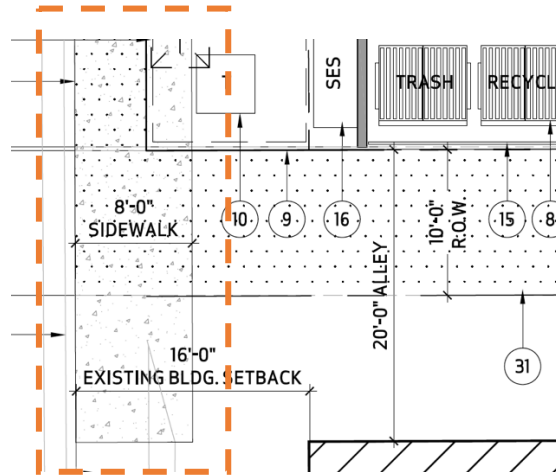 SES
TRASH
RECYCL
8'-0"
SIDEWALK
10
9
16
10'-0"
R.O.W.
15
8
20'-0" ALLEY
16'-0"
EXISTING BLDG. SETBACK
31